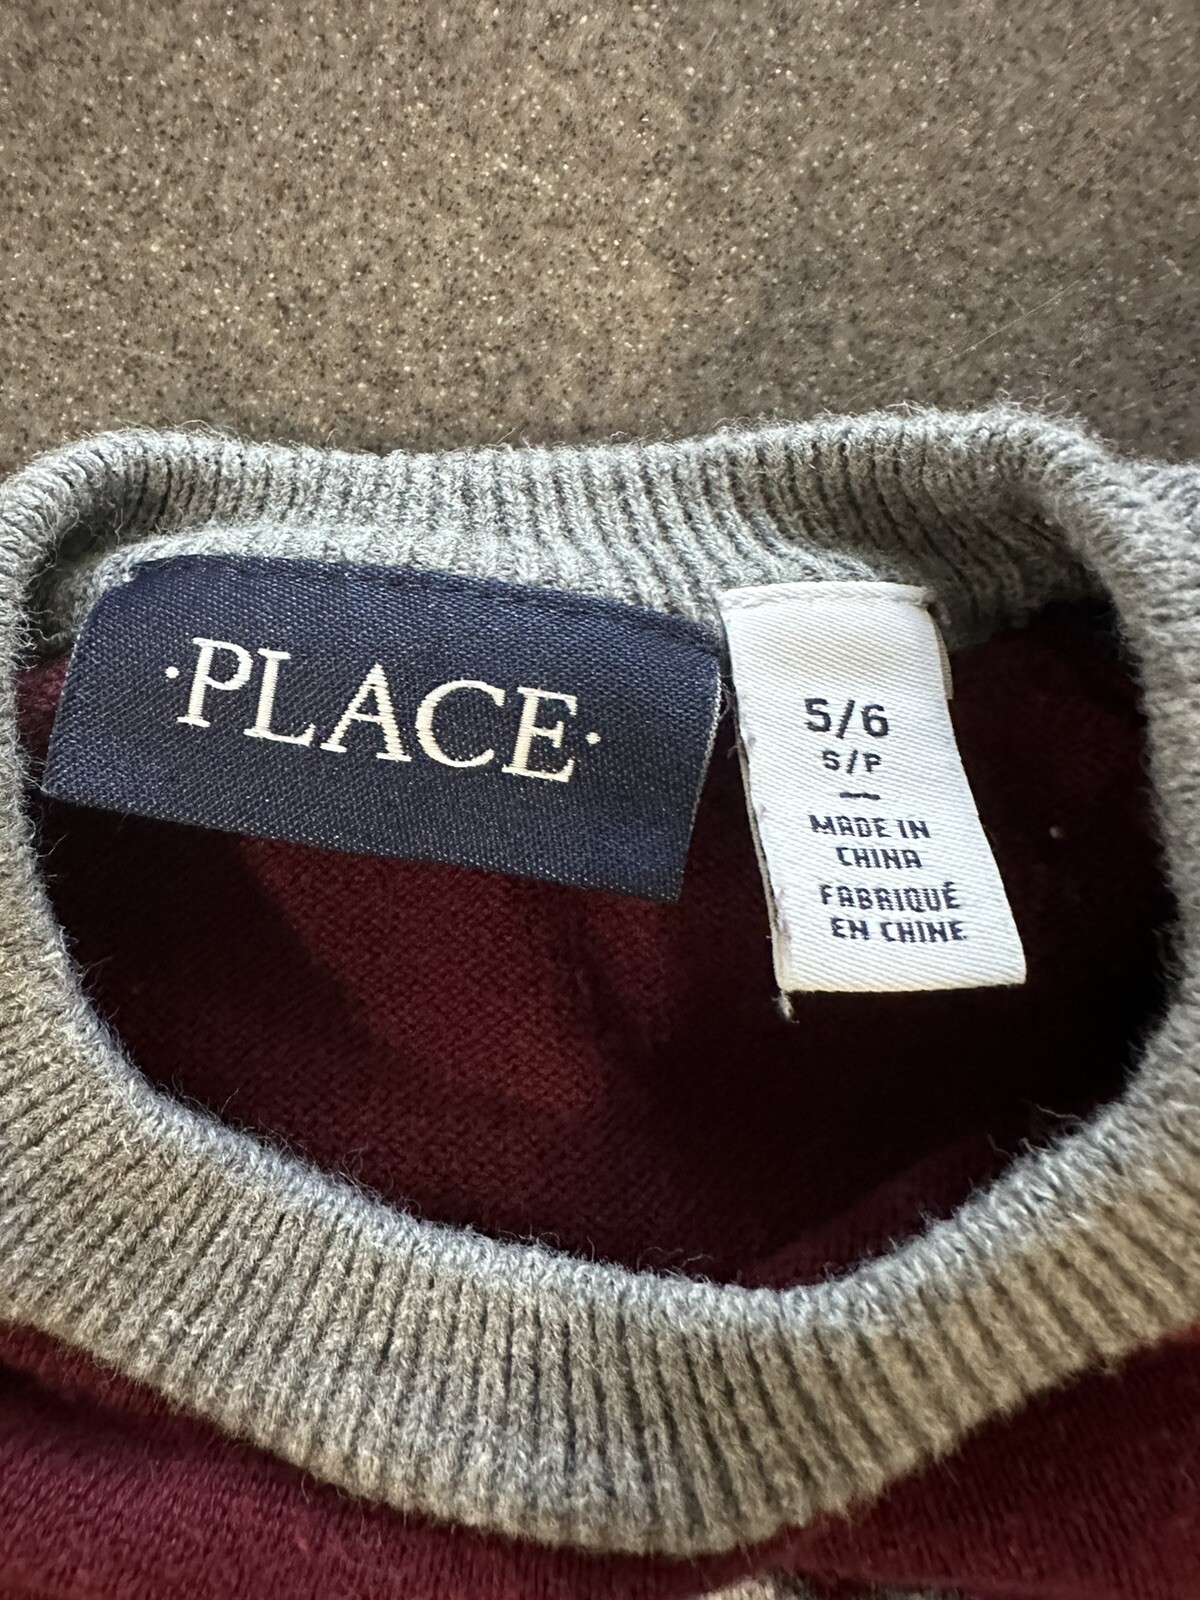 ·PLACE·
5/6
S/P
—
MADE IN
CHINA
FABRIQUÉ
EN CHINE